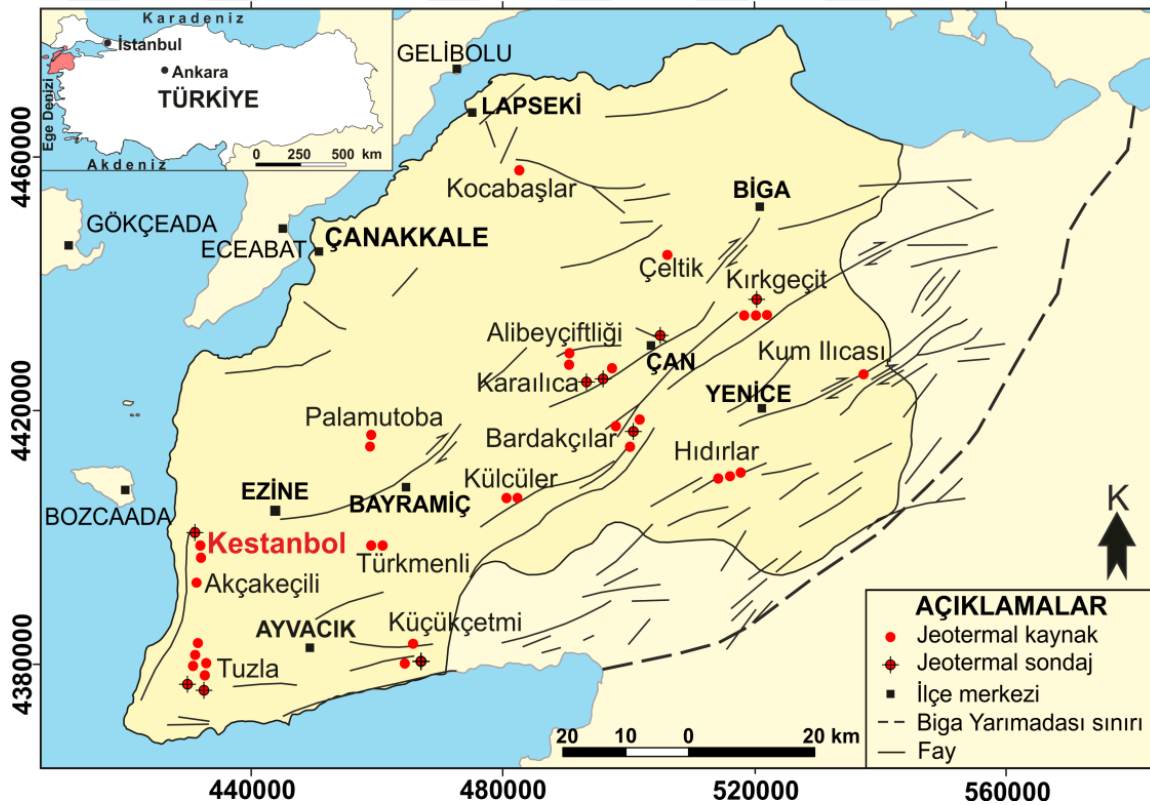 Karadeniz
İstanbul
Ankara
TÜRKİYE
Ege Denizi
Akdeniz
0 250 500 km
GELİBOLU
LAPSEKİ
Kocabaşlar
BİGA
GÖKÇEADA
ECEABAT
ÇANAKKALE
Çeltik
Kırkgeçit
Alibeyçiftliği
ÇAN
Kum Ilıcası
Karaılıca
YENİCE
Palamutoba
Bardakçılar
Hıdırlar
Külcüler
EZİNE
BAYRAMİÇ
BOZCAADA
Kestanbol
Türkmenli
Akçakeçili
Küçükçetmi
AYVACIK
Tuzla
K
AÇIKLAMALAR
Jeotermal kaynak
Jeotermal sondaj
İlçe merkezi
Biga Yarımadası sınırı
Fay
20 10 0 20 km
4460000
4420000
4380000
440000 480000 520000 560000